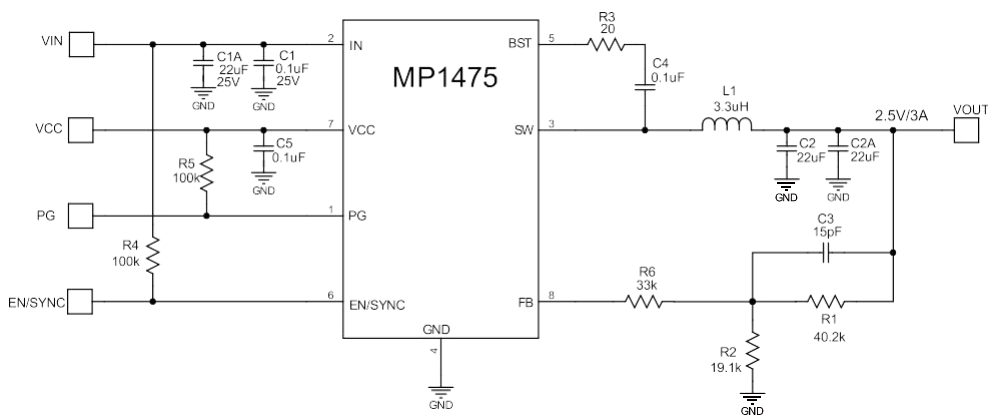 VIN
2
IN
C1A
22uF
25V
GND
C1
0.1uF
25V
GND
MP1475
BST
5
R3
20
C4
0.1uF
VCC
7
VCC
R5
100k
C5
0.1uF
GND
SW
3
L1
3.3uH
2.5V/3A
VOUT
C2
22uF
GND
C2A
22uF
GND
PG
1
PG
R4
100k
C3
15pF
EN/SYNC
6
EN/SYNC
FB
8
R6
33k
R1
40.2k
R2
19.1k
GND
GND
4
GND